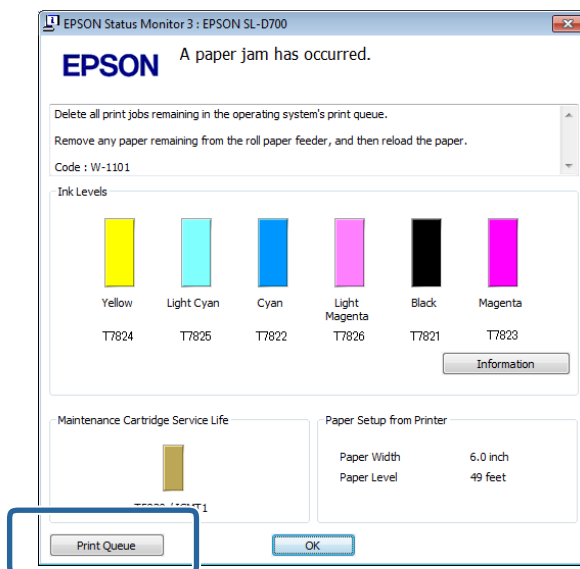 EPSON Status Monitor 3 : EPSON SL-D700
EPSON
A paper jam has occurred.
Delete all print jobs remaining in the operating system's print queue.
Remove any paper remaining from the roll paper feeder, and then reload the paper.
Code : W-1101
Ink Levels
Yellow
Light Cyan
Cyan
Light
Magenta
Black
Magenta
T7824
T7825
T7822
T7826
T7821
T7823
Information
Maintenance Cartridge Service Life
Paper Setup from Printer
Paper Width 6.0 inch
Paper Level 49 feet
Print Queue
OK